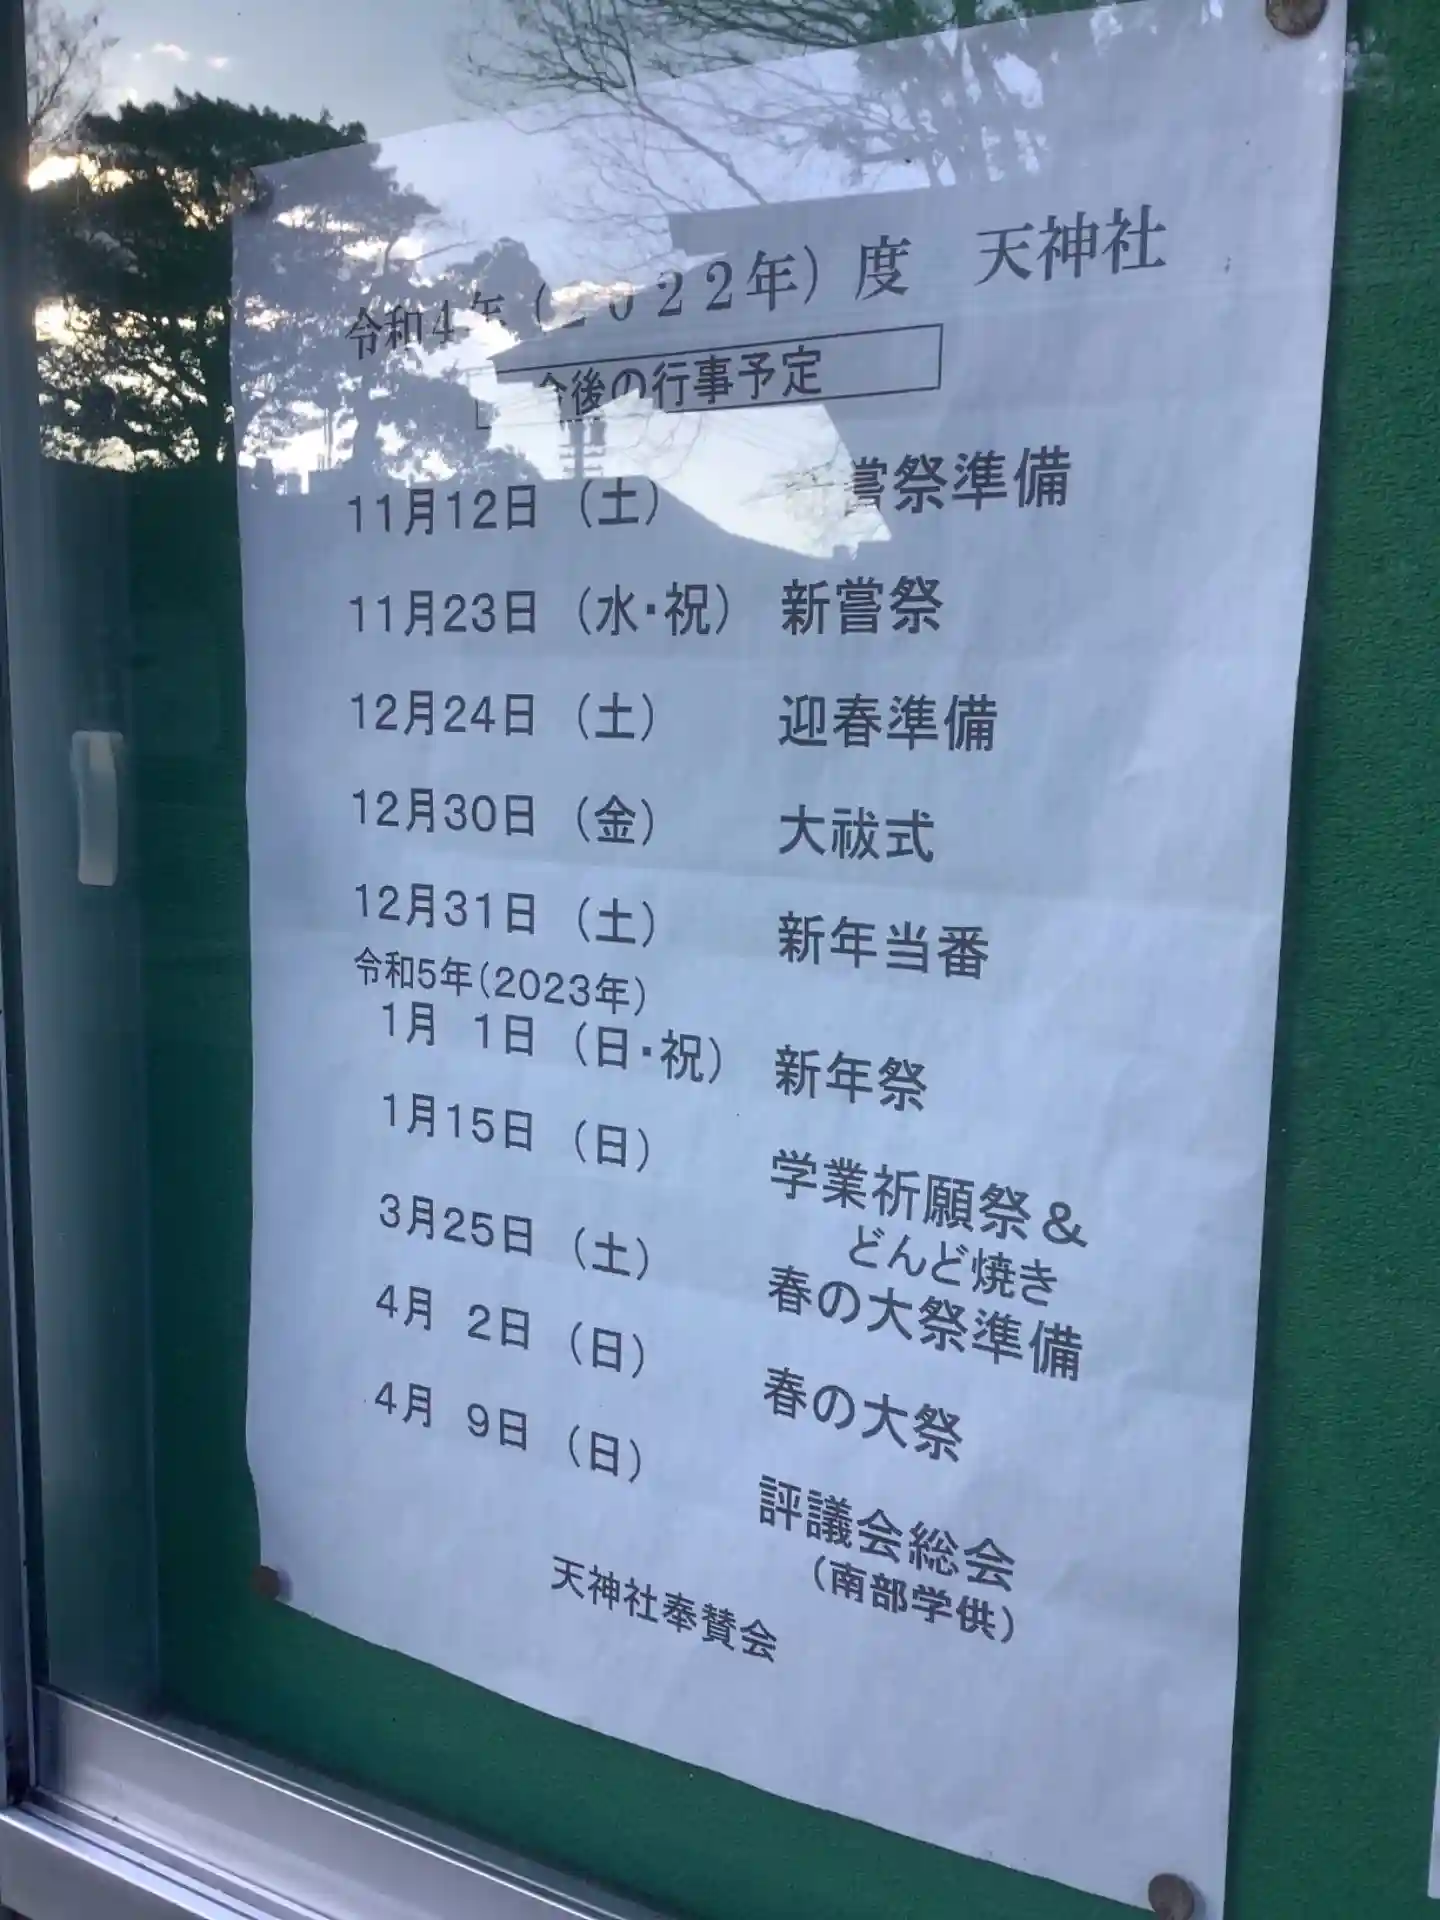 令和4年(2022年)度 天神社
今後の行事予定
11月12日(土) 嘗祭準備
11月23日(水・祝) 新嘗祭
12月24日(土) 迎春準備
12月30日(金) 大祓式
12月31日(土) 新年当番
令和5年(2023年)
1月 1日(日・祝) 新年祭
1月15日(日) 学業祈願祭&
どんど焼き
3月25日(土) 春の大祭準備
4月 2日(日) 春の大祭
4月 9日(日) 評議会総会
(南部学供)
天神社奉賛会